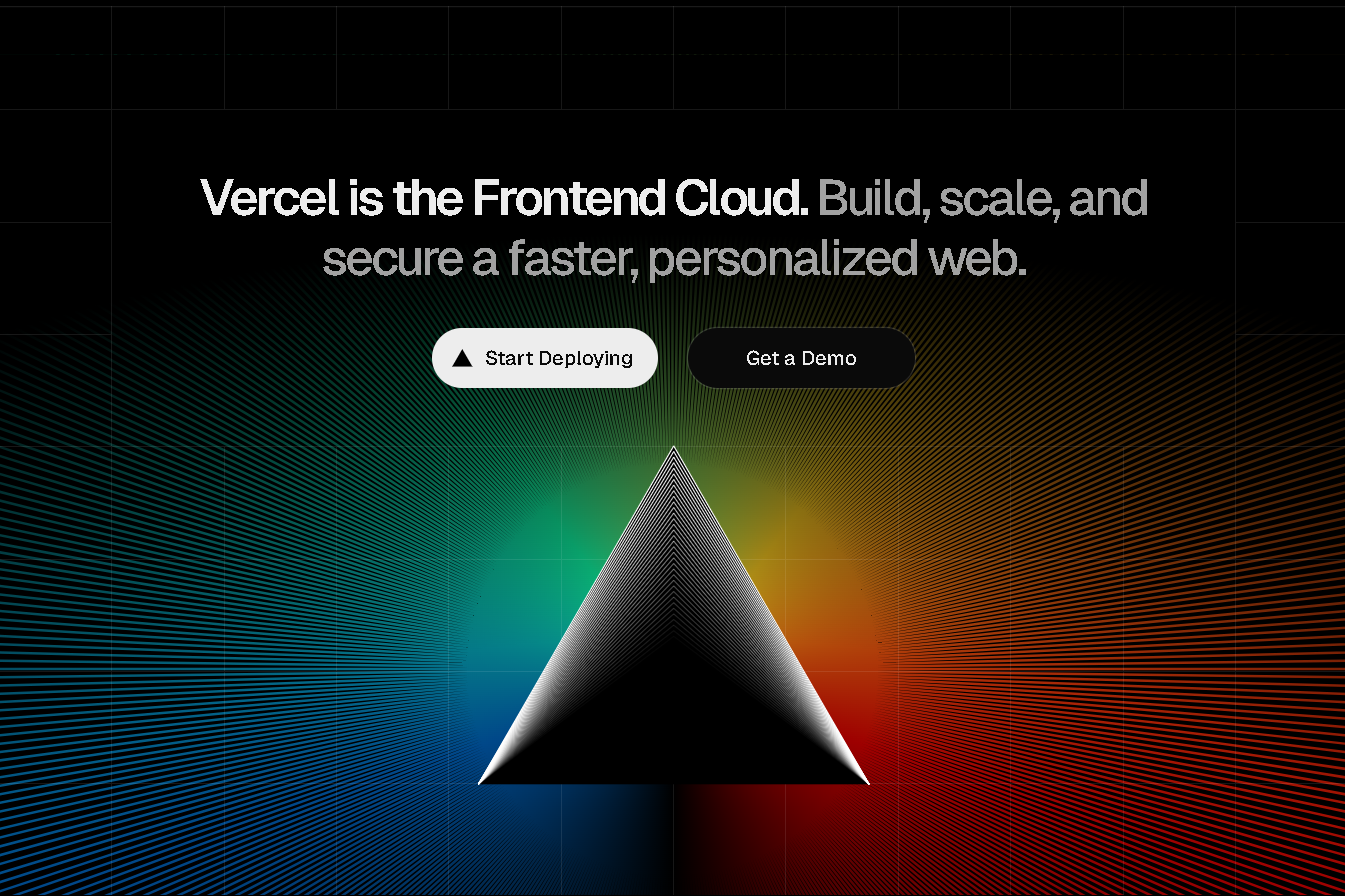 Vercel is the Frontend Cloud. Build, scale, and
secure a faster, personalized web.
Start Deploying
Get a Demo